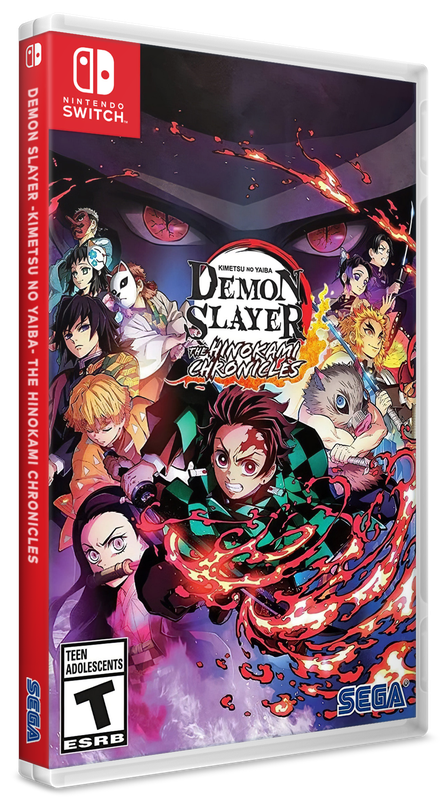 NINTENDO
SWITCH™
DEMON SLAYER -KIMETSU NO YAIBA- THE HINOKAMI CHRONICLES
KIMETSU NO YAIBA
DEMON
SLAYER
THE HINOKAMI
CHRONICLES
TEEN
ADOLESCENTS
T
ESRB
SEGA®
SEGA